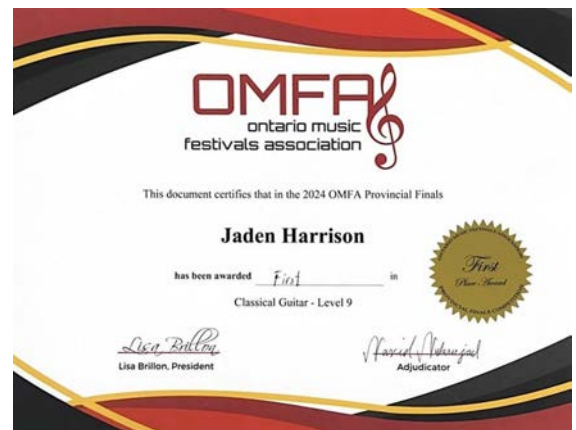 OMFA
ontario music
festivals association
This document certifies that in the 2024 OMFA Provincial Finals
Jaden Harrison
has been awarded First in
Classical Guitar - Level 9
First
Place Award
Lisa Brillon
Lisa Brillon, President
Adjudicator